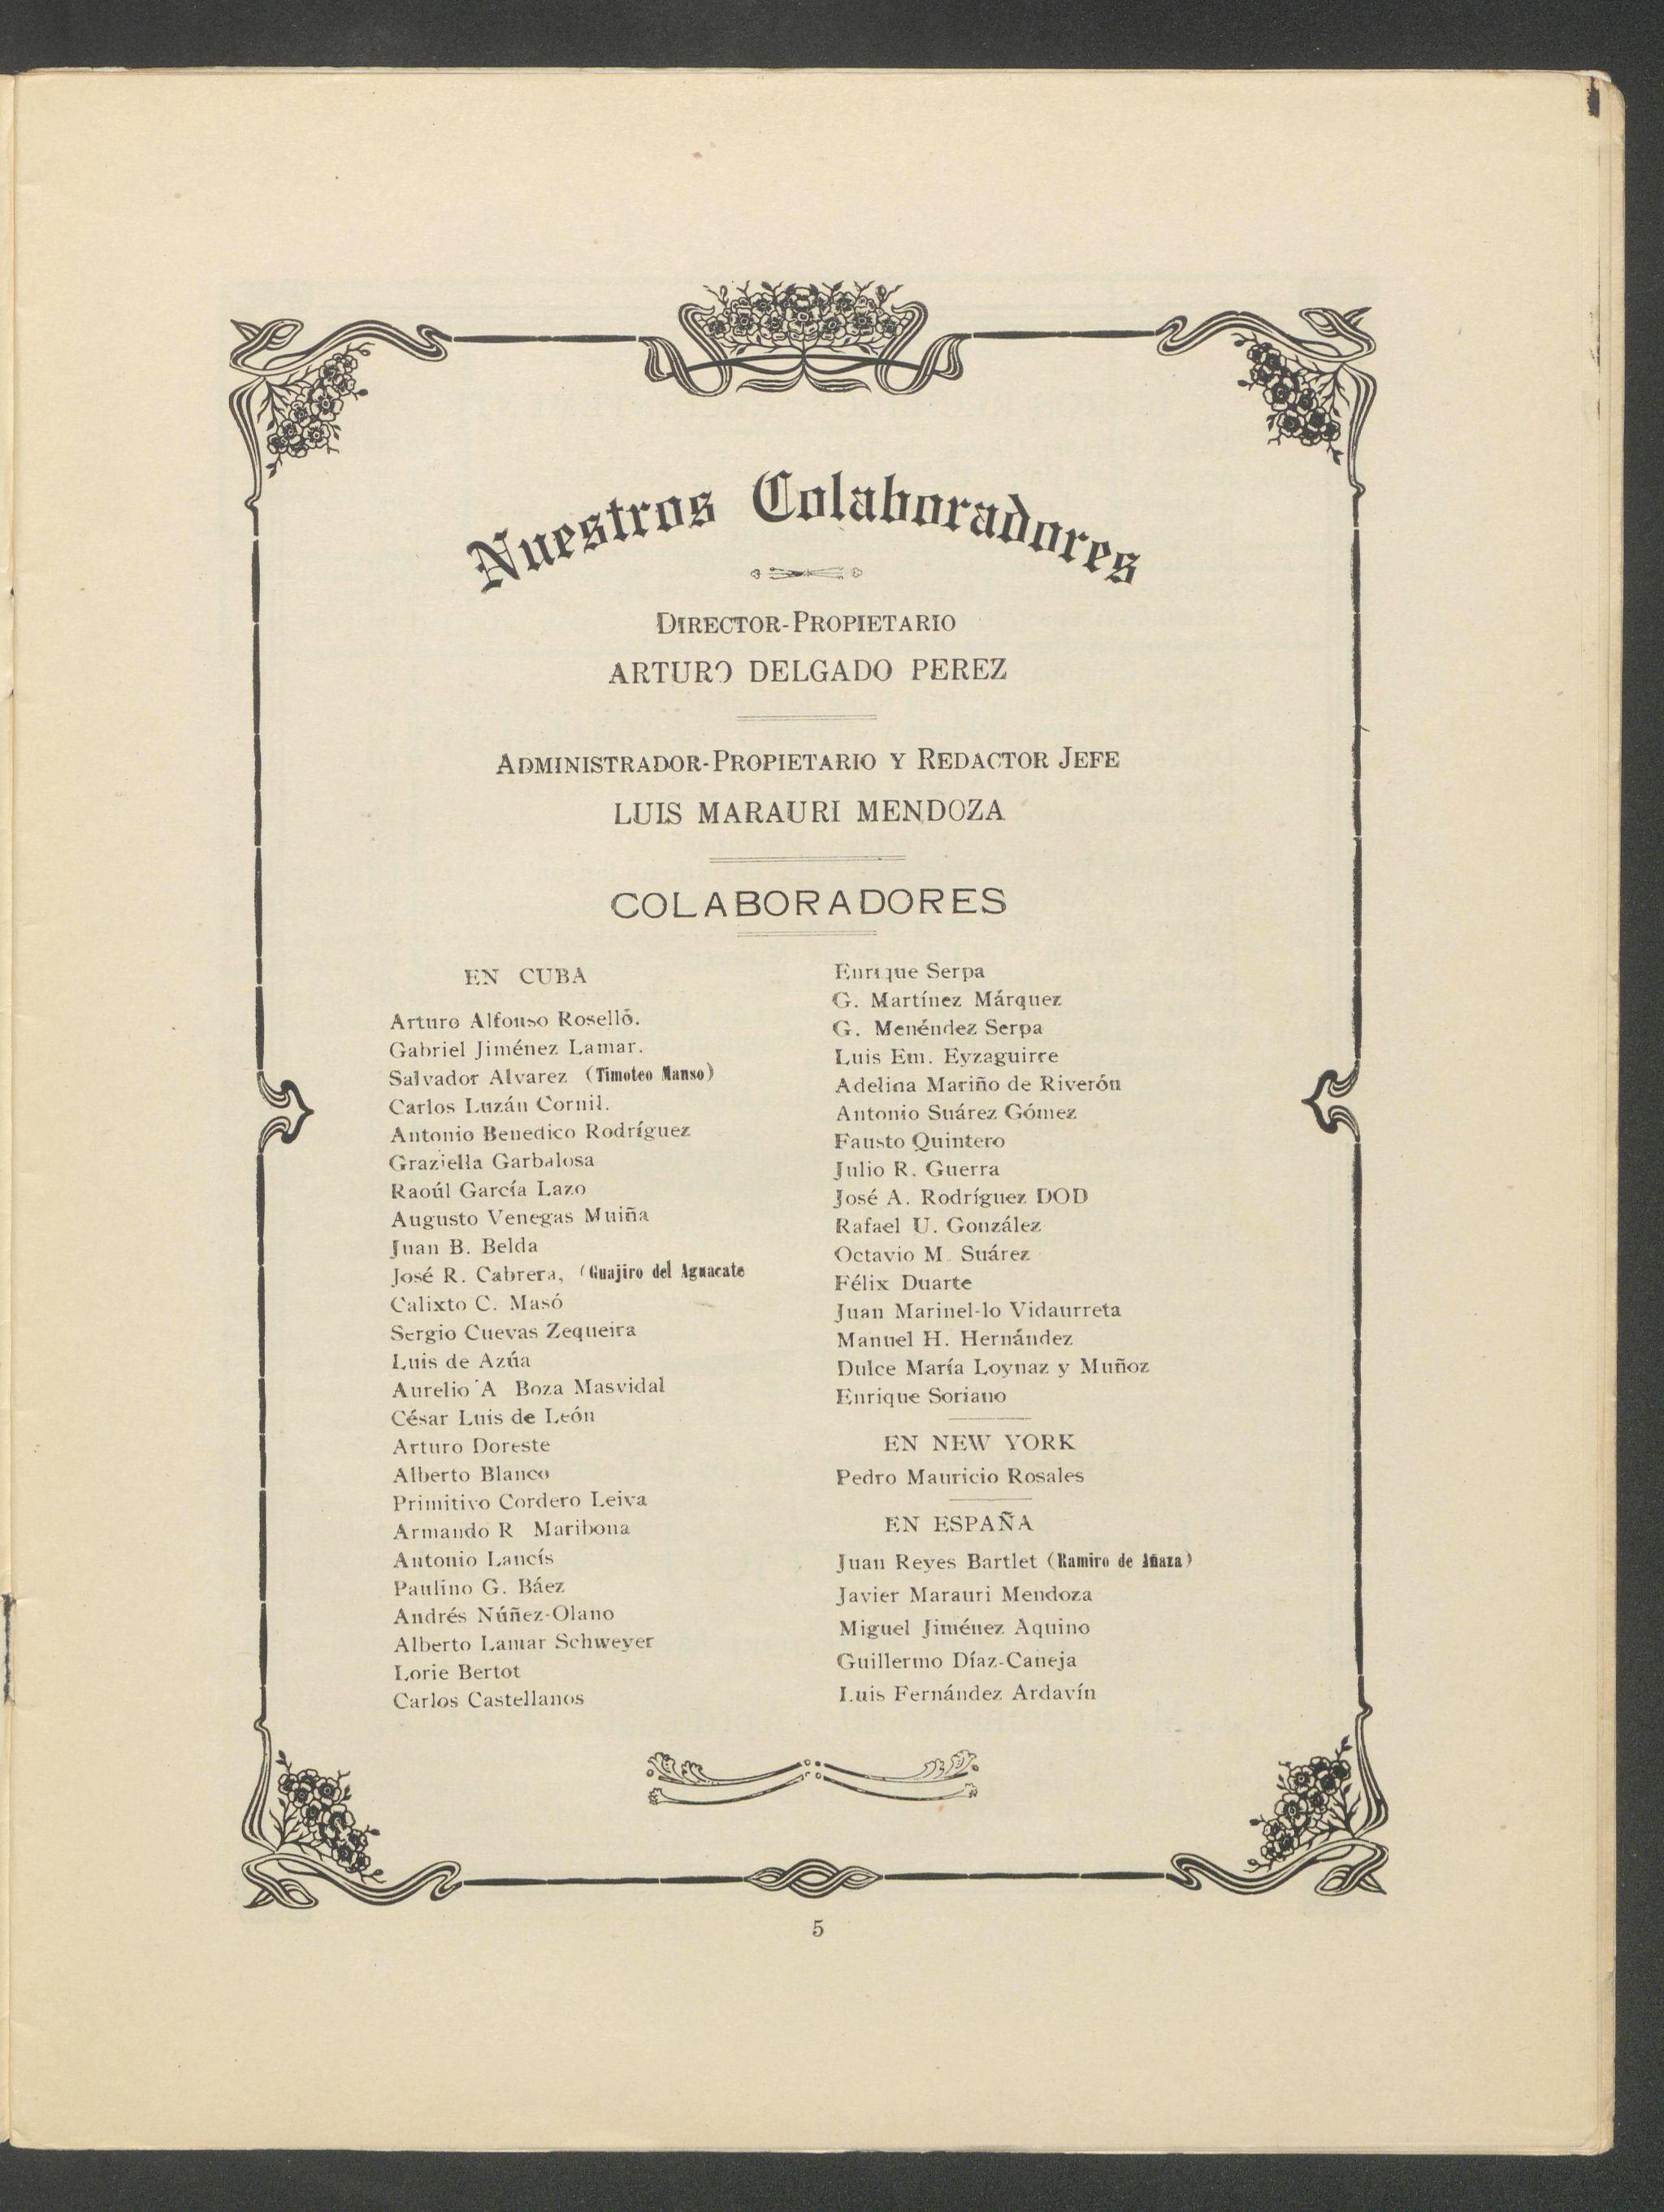 Nuestros Colaboradores
DIRECTOR-PROPIETARIO
ARTURO DELGADO PEREZ
ADMINISTRADOR-PROPIETARIO Y REDACTOR JEFE
LUIS MARAURI MENDOZA
COLABORADORES
EN CUBA
Arturo Alfonso Roselló.
Gabriel Jiménez Lamar.
Salvador Alvarez (Timoteo Manso)
Carlos Luzán Cornil.
Antonio Benedico Rodríguez
Graziella Garbalosa
Raoúl García Lazo
Augusto Venegas Muiña
Juan B. Belda
José R. Cabrera, (Guajiro del Aguacate
Calixto C. Masó
Sergio Cuevas Zequeira
Luis de Azúa
Aurelio A Boza Masvidal
César Luis de León
Arturo Doreste
Alberto Blanco
Primitivo Cordero Leiva
Armando R Maribona
Antonio Lancís
Paulino G. Báez
Andrés Núñez-Olano
Alberto Lamar Schweyer
Lorie Bertot
Carlos Castellanos
Enrique Serpa
G. Martínez Márquez
G. Menéndez Serpa
Luis Em. Eyzaguirre
Adelina Mariño de Riverón
Antonio Suárez Gómez
Fausto Quintero
Julio R. Guerra
José A. Rodríguez DOD
Rafael U. González
Octavio M. Suárez
Félix Duarte
Juan Marinel-lo Vidaurreta
Manuel H. Hernández
Dulce María Loynaz y Muñoz
Enrique Soriano
EN NEW YORK
Pedro Mauricio Rosales
EN ESPAÑA
Juan Reyes Bartlet (Ramiro de Añaza)
Javier Marauri Mendoza
Miguel Jiménez Aquino
Guillermo Díaz-Caneja
Luis Fernández Ardavín
5